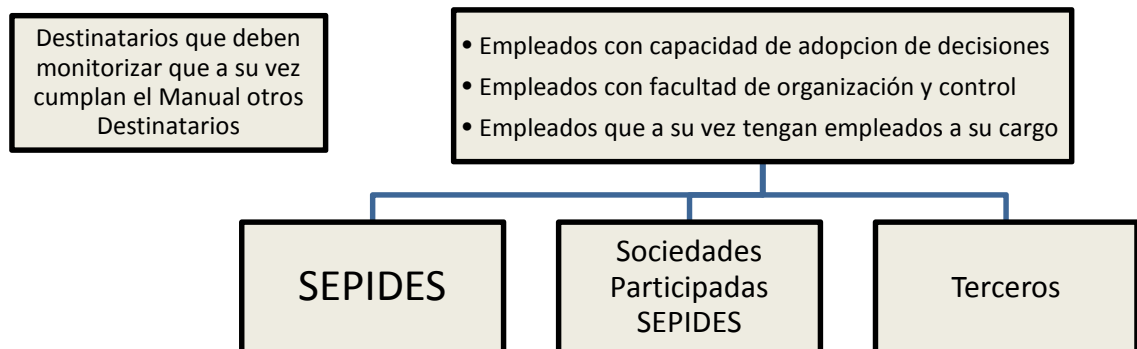 Destinatarios que deben
monitorizar que a su vez
cumplan el Manual otros
Destinatarios
• Empleados con capacidad de adopcion de decisiones
• Empleados con facultad de organización y control
• Empleados que a su vez tengan empleados a su cargo
SEPIDES
Sociedades
Participadas
SEPIDES
Terceros